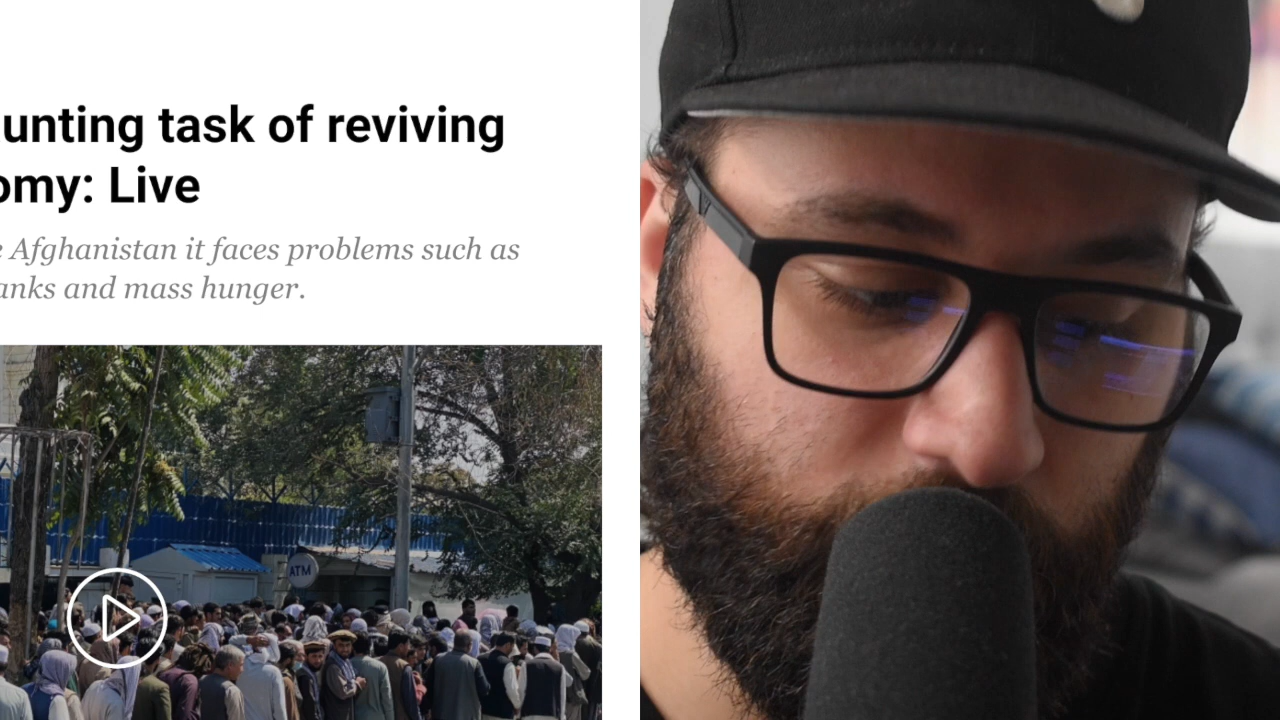 unting task of reviving
omy: Live
e Afghanistan it faces problems such as
anks and mass hunger.
ATM